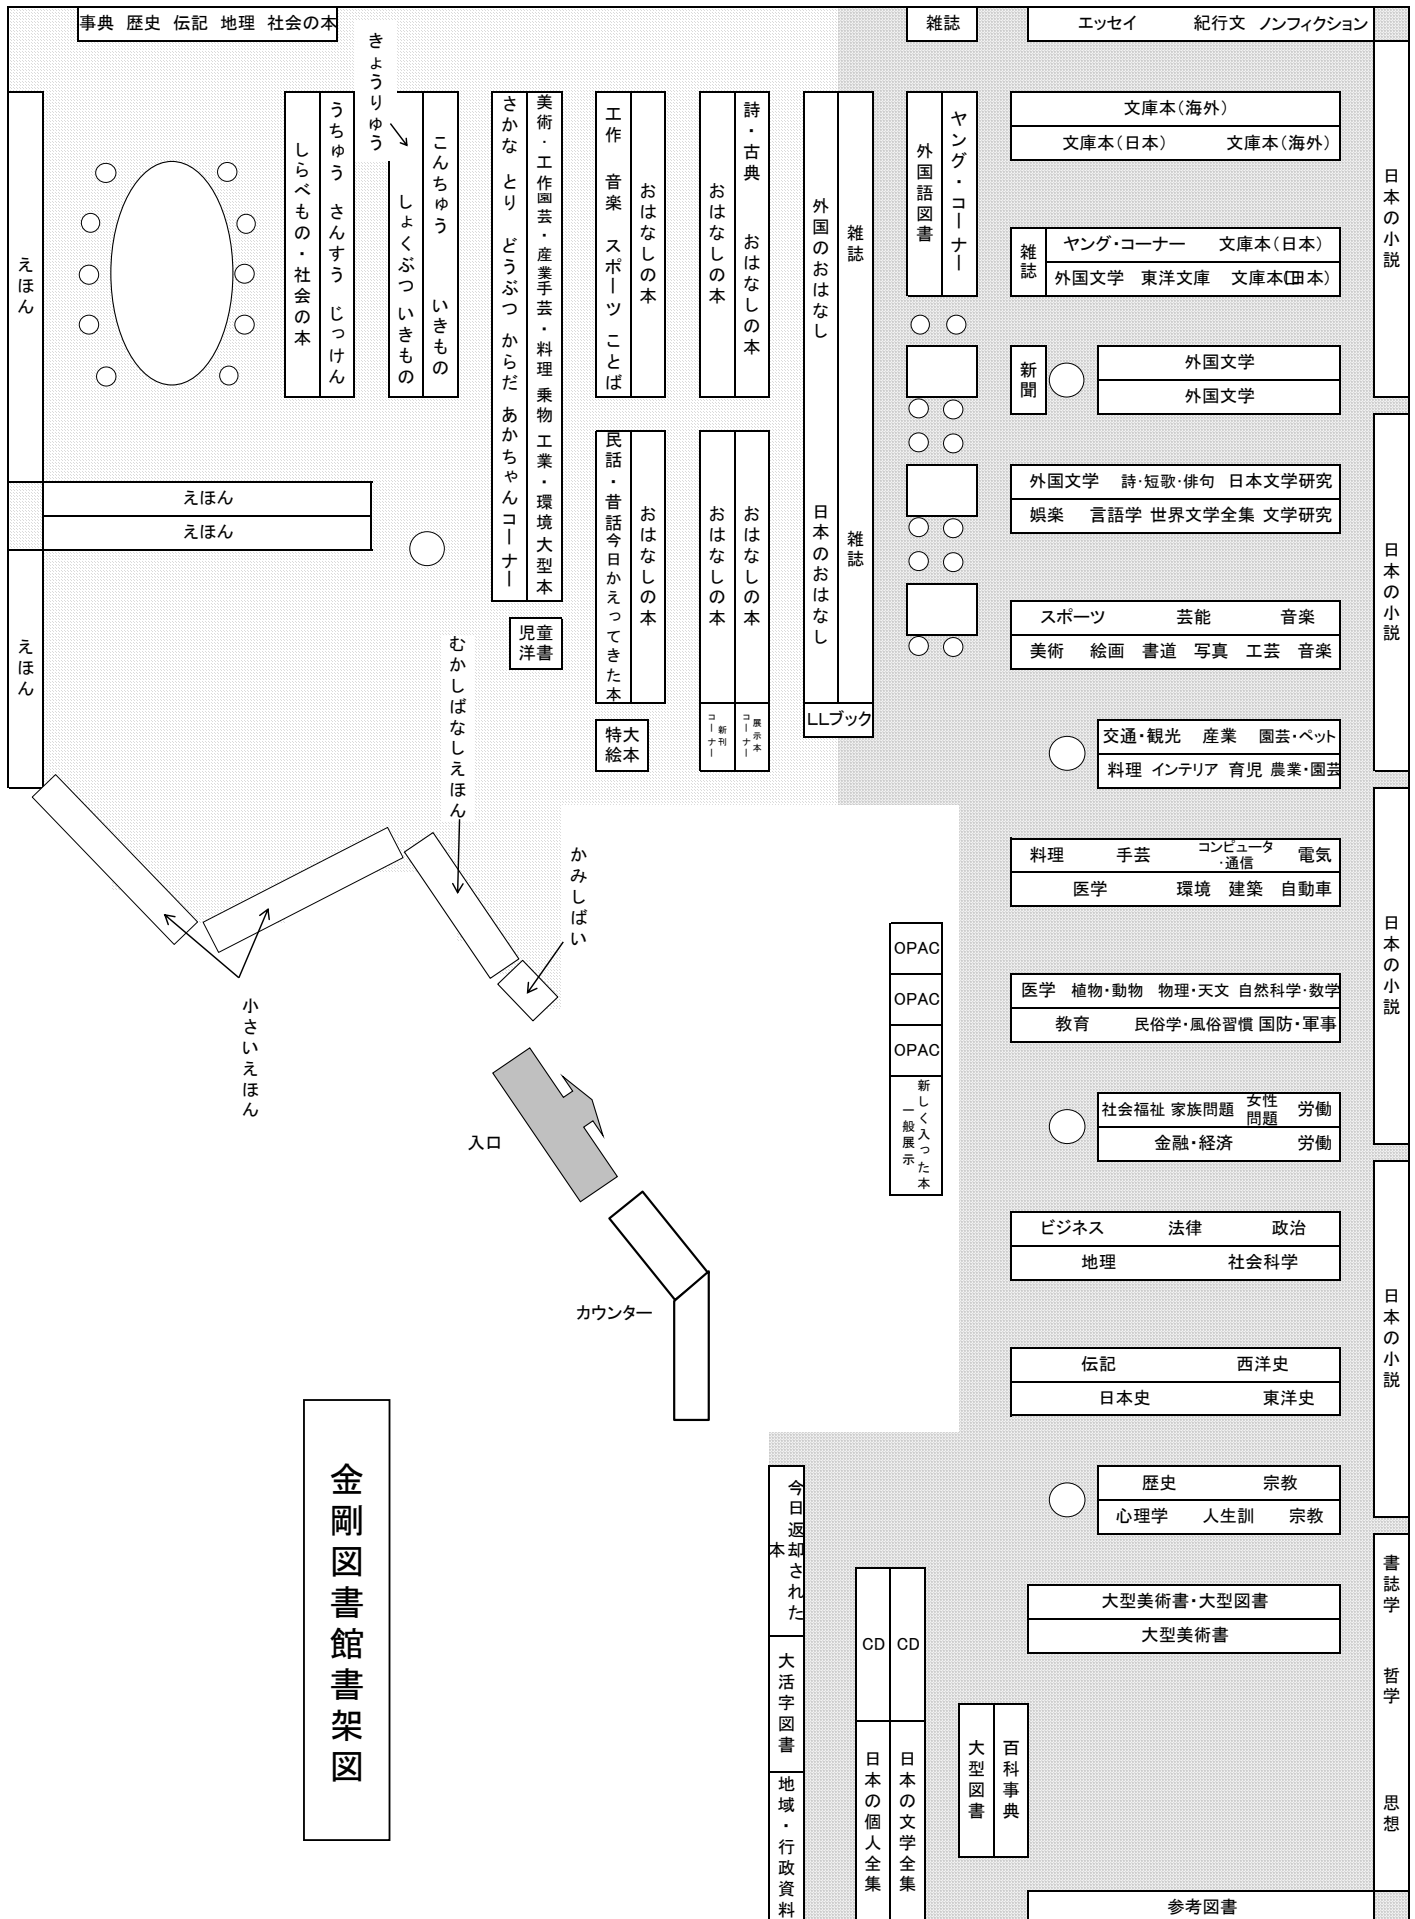 事典 歴史 伝記 地理 社会の本
雑誌
エッセイ 紀行文 ノンフィクション
きょうりゅう
えほん
しらべもの・社会の本
うちゅう さんすう じっけん
しょくぶつ いきもの
こんちゅう いきもの
さかな とり どうぶつ からだ あかちゃんコーナー
美術・工作園芸・産業手芸・料理 乗物 工業・環境 大型本
工作 音楽 スポーツ ことば
おはなしの本
おはなしの本
詩・古典 おはなしの本
外国のおはなし 日本のおはなし
雑誌 雑誌
外国語図書
ヤング・コーナー
文庫本(海外)
文庫本(日本) 文庫本(海外)
日本の小説
雑誌
ヤング・コーナー 文庫本(日本)
外国文学 東洋文庫
新聞
外国文学
外国文学
えほん
えほん
民話・昔話今日かえってきた本
おはなしの本
おはなしの本
おはなしの本
外国文学 詩・短歌・俳句 日本文学研究
娯楽 言語学 世界文学全集 文学研究
日本の小説
えほん
児童洋書
スポーツ 芸能 音楽
美術 絵画 書道 写真 工芸 音楽
むかしばなしえほん
特大絵本
新刊コーナー
展示本コーナー
LLブック
交通・観光 産業 園芸・ペット
料理 インテリア 育児 農業・園芸
かみしばい
料理 手芸 コンピュータ・通信 電気
医学 環境 建築 自動車
日本の小説
OPAC
OPAC
OPAC
新しく入った本
一般展示
小さいえほん
医学 植物・動物 物理・天文 自然科学・数学
教育 民俗学・風俗習慣 国防・軍事
入口
社会福祉 家族問題 女性問題 労働
金融・経済 労働
カウンター
ビジネス 法律 政治
地理 社会科学
日本の小説
伝記 西洋史
日本史 東洋史
金剛図書館書架図
歴史 宗教
心理学 人生訓 宗教
今日返却された本
大活字図書
地域・行政資料
CD
CD
日本の個人全集
日本の文学全集
大型美術書・大型図書
大型美術書
大型図書
百科事典
書誌学 哲学 思想
参考図書